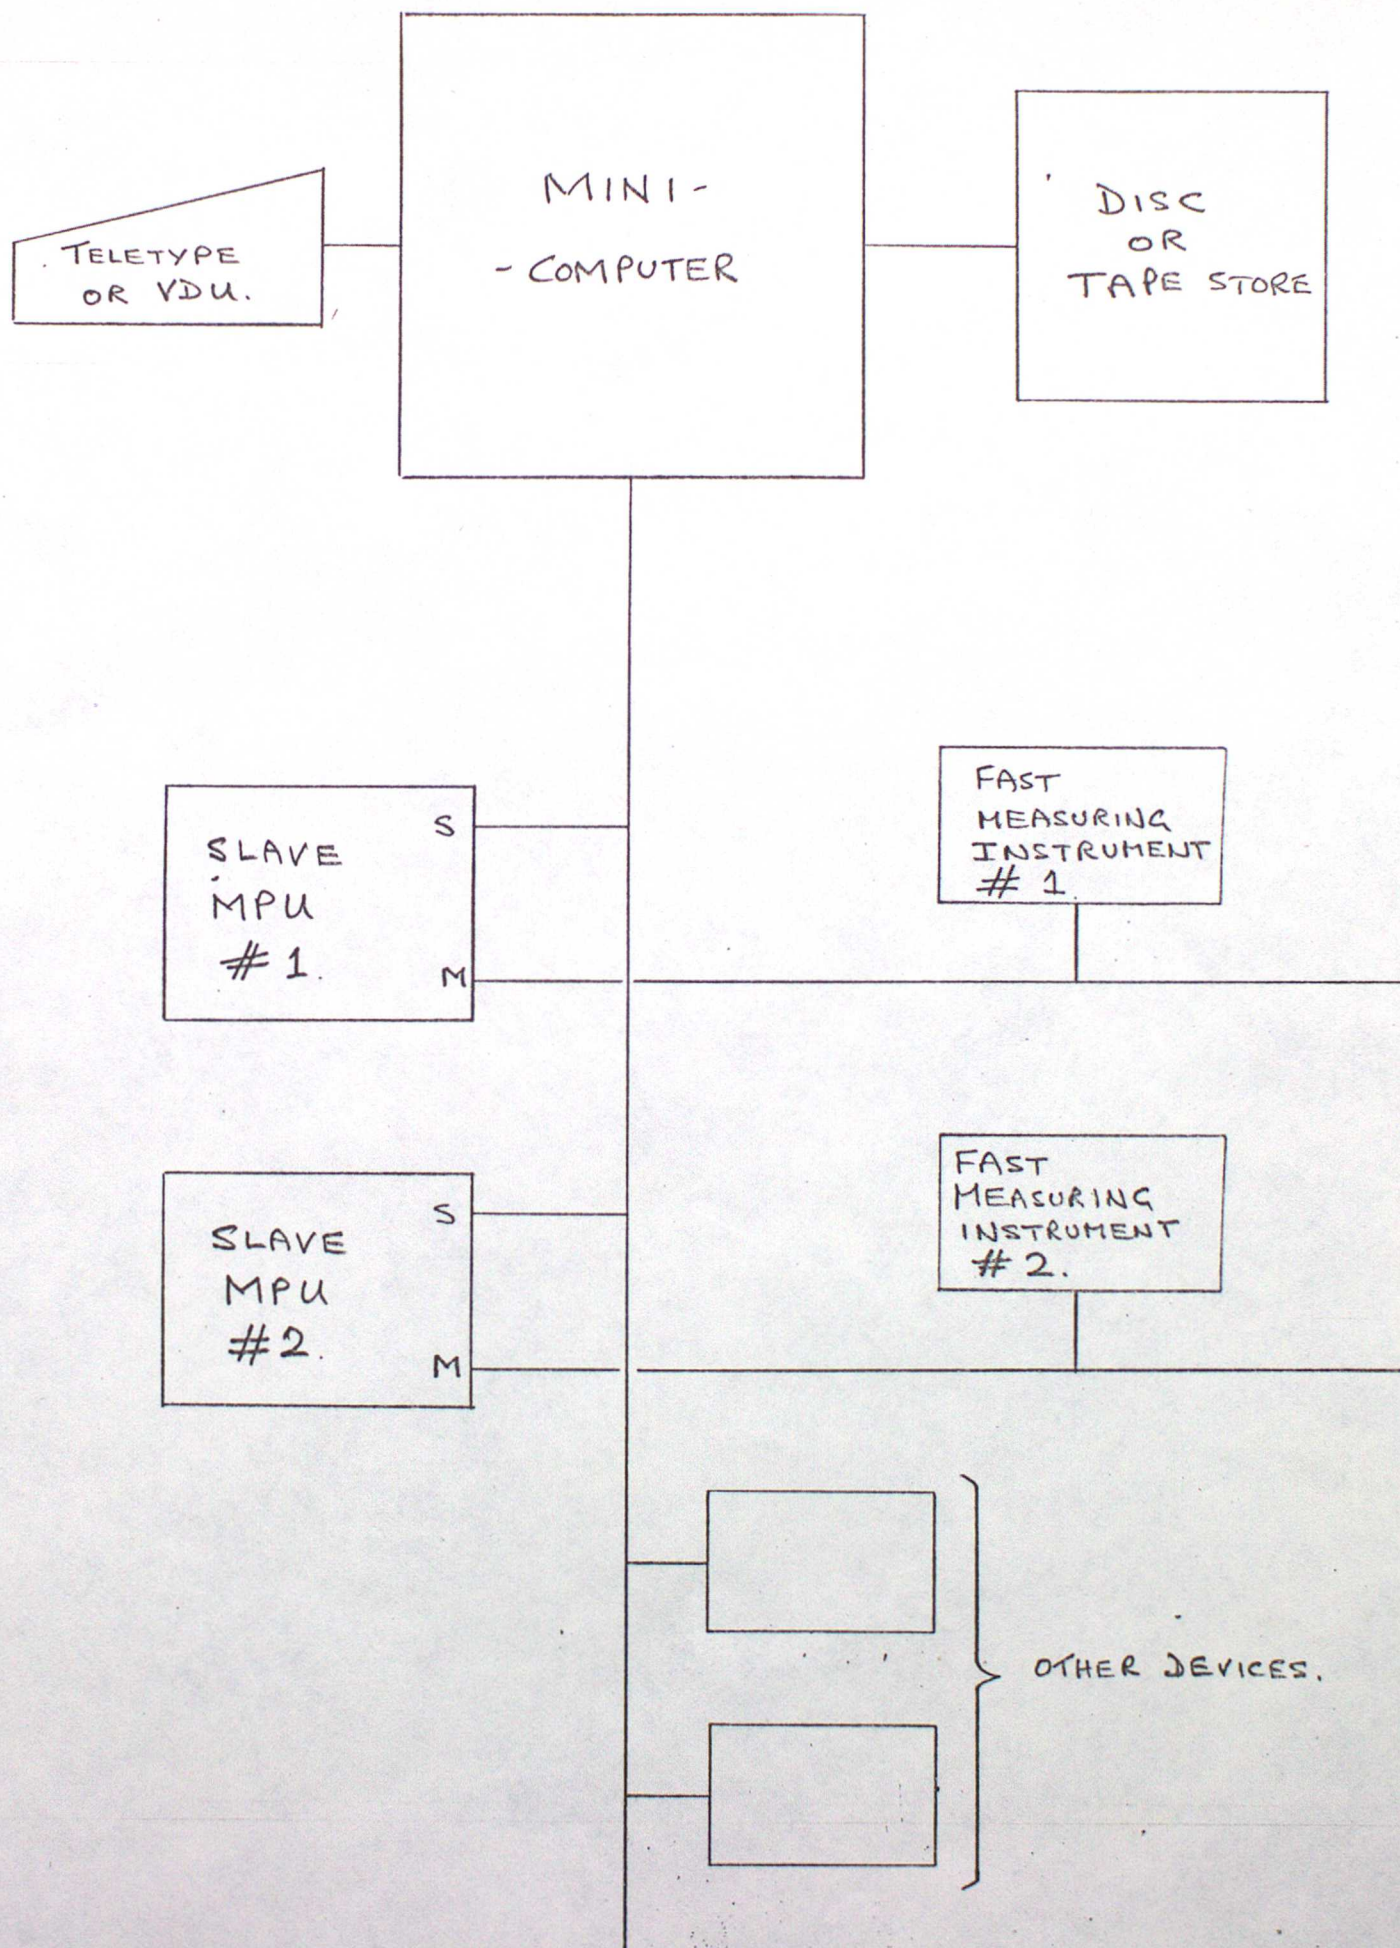 MINI-
-COMPUTER
TELETYPE
OR VDU.
DISC
OR
TAPE STORE
SLAVE
MPU
#1.
S
M
FAST
MEASURING
INSTRUMENT
# 1
SLAVE
MPU
#2.
S
M
FAST
MEASURING
INSTRUMENT
# 2.
OTHER DEVICES.